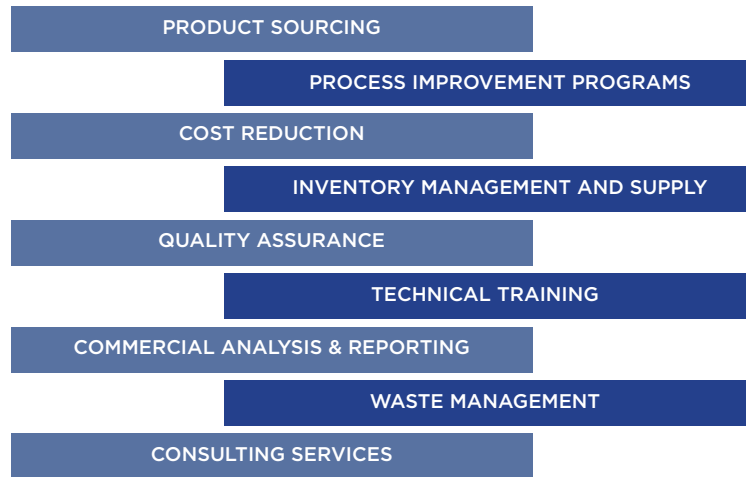 PRODUCT SOURCING
PROCESS IMPROVEMENT PROGRAMS
COST REDUCTION
INVENTORY MANAGEMENT AND SUPPLY
QUALITY ASSURANCE
TECHNICAL TRAINING
COMMERCIAL ANALYSIS & REPORTING
WASTE MANAGEMENT
CONSULTING SERVICES